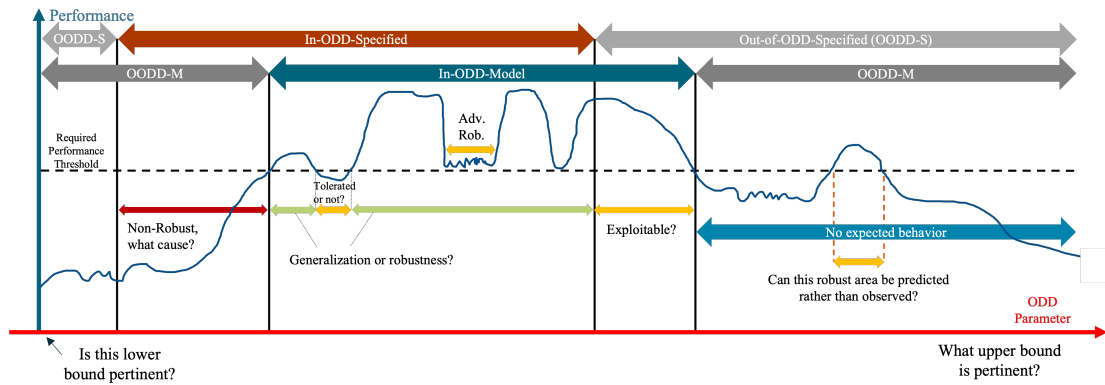 Performance
OODD-S
In-ODD-Specified
Out-of-ODD-Specified (OODD-S)
OODD-M
In-ODD-Model
OODD-M
Adv.
Rob.
Required
Performance
Threshold
Tolerated
or not?
Non-Robust,
what cause?
Generalization or robustness?
Exploitable?
No expected behavior
Can this robust area be predicted
rather than observed?
ODD
Parameter
Is this lower
bound pertinent?
What upper bound
is pertinent?